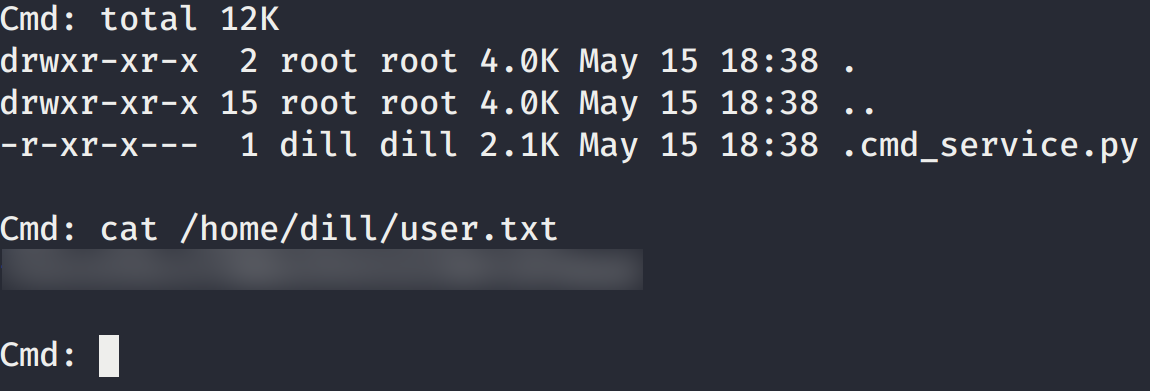 Cmd: total 12K
drwxr-xr-x  2 root root 4.0K May 15 18:38 .
drwxr-xr-x 15 root root 4.0K May 15 18:38 ..
-r-xr-x---  1 dill dill 2.1K May 15 18:38 .cmd_service.py
Cmd: cat /home/dill/user.txt
Cmd: